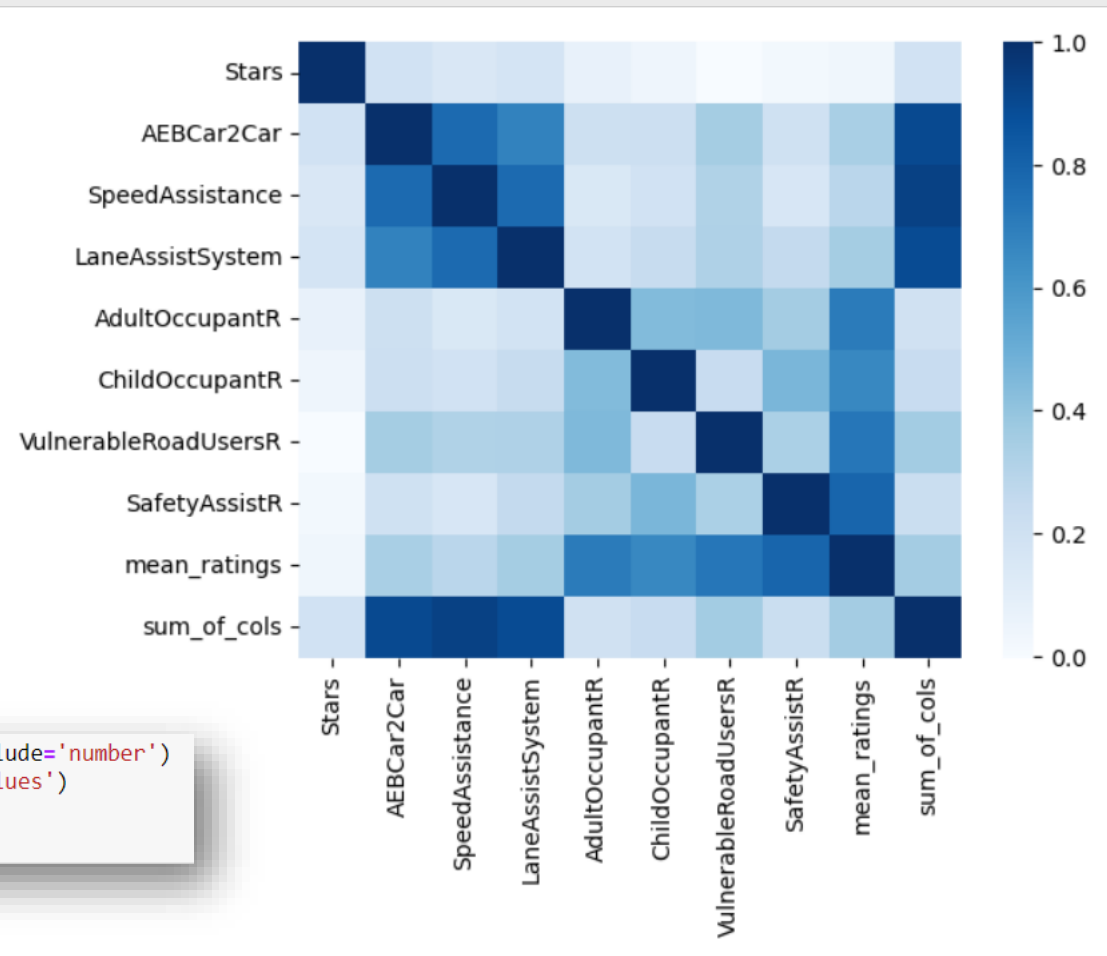 Stars
AEBCar2Car
SpeedAssistance
LaneAssistSystem
AdultOccupantR
ChildOccupantR
VulnerableRoadUsersR
SafetyAssistR
mean_ratings
sum_of_cols
1.0
0.8
0.6
0.4
0.2
0.0
Stars
AEBCar2Car
SpeedAssistance
LaneAssistSystem
AdultOccupantR
ChildOccupantR
VulnerableRoadUsersR
SafetyAssistR
mean_ratings
sum_of_cols
lude='number')
lues')